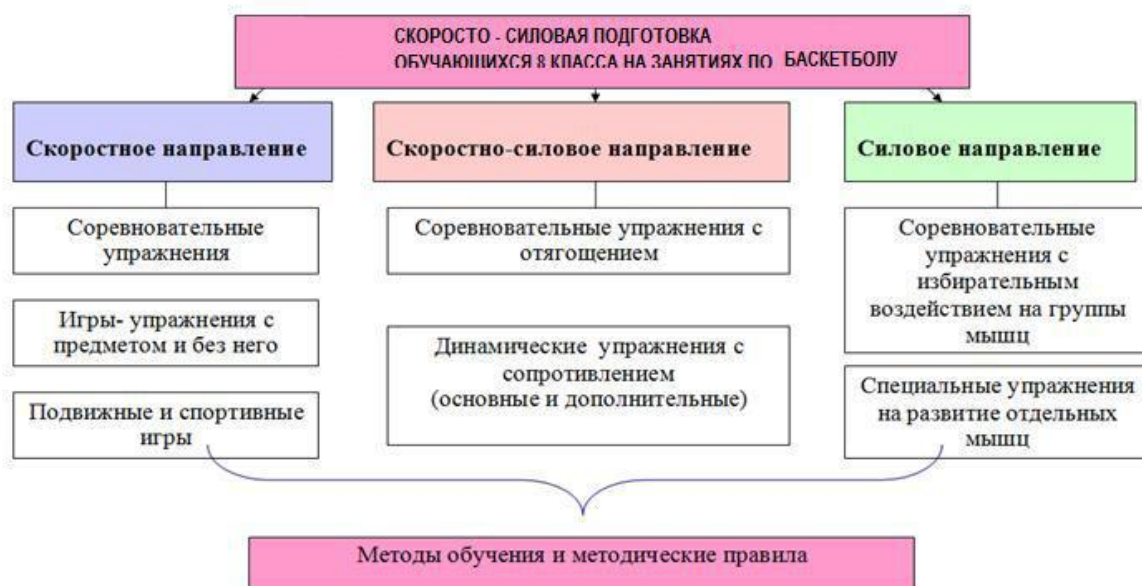 СКОРОСТО - СИЛОВАЯ ПОДГОТОВКА
ОБУЧАЮЩИХСЯ 8 КЛАССА НА ЗАНЯТИЯХ ПО БАСКЕТБОЛУ
Скоростное направление
Соревновательные
упражнения
Игры- упражнения с
предметом и без него
Подвижные и спортивные
игры
Скоростно-силовое направление
Соревновательные упражнения с
отягощением
Динамические упражнения с
сопротивлением
(основные и дополнительные)
Силовое направление
Соревновательные
упражнения с
избирательным
воздействием на группы
мышц
Специальные упражнения
на развитие отдельных
мышц
Методы обучения и методические правила